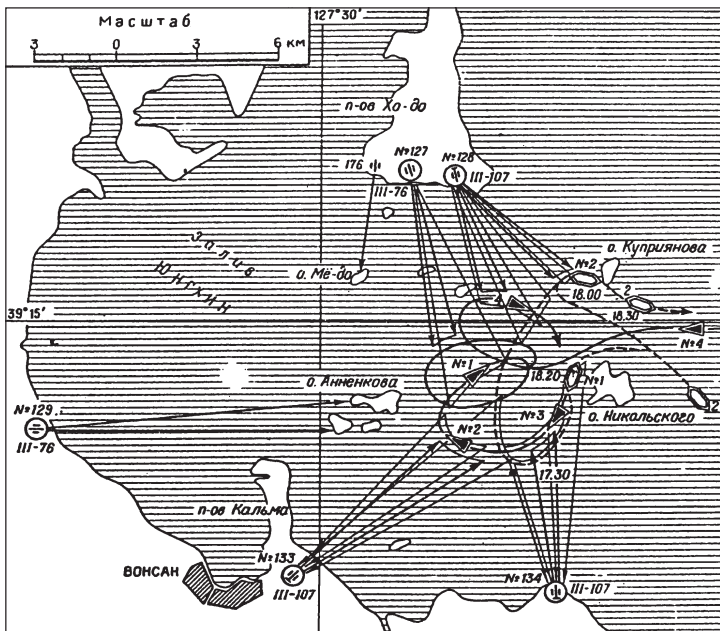 127°30'
Масштаб
3 0 3 6 км
п-ов Хо-до
№127
№128
176
III-76
III-107
о. Куприянова
№2
Залив
Юнгхин
о. Мё-до
18.00
2
18.30
4
39°15'
№4
№1
18.20
№1
о. Анненкова
2
№129
№3
о. Никольского
III-76
№2
17.30
п-ов Кальма
№133
ВОНСАН
№134
III-107
III-107